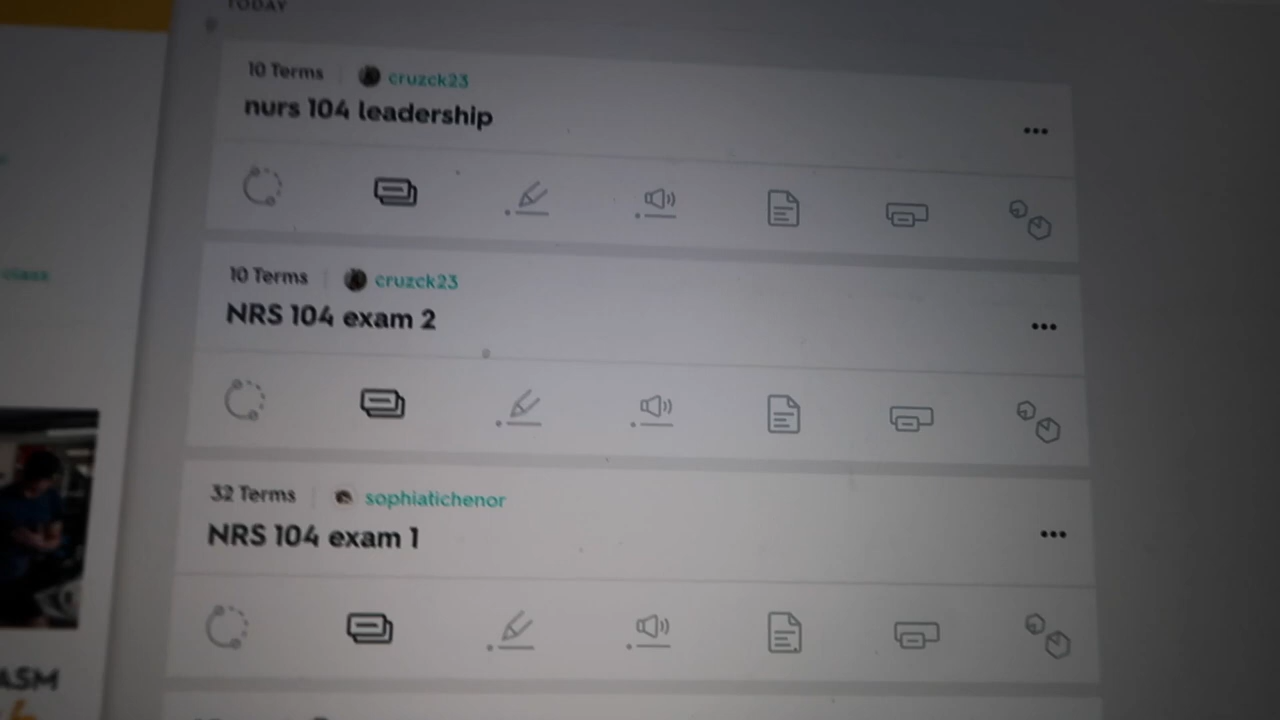 TODAY
10 Terms cruzck23
nurs 104 leadership
10 Terms cruzck23
NRS 104 exam 2
class
32 Terms sophiatichenor
NRS 104 exam 1
ASM